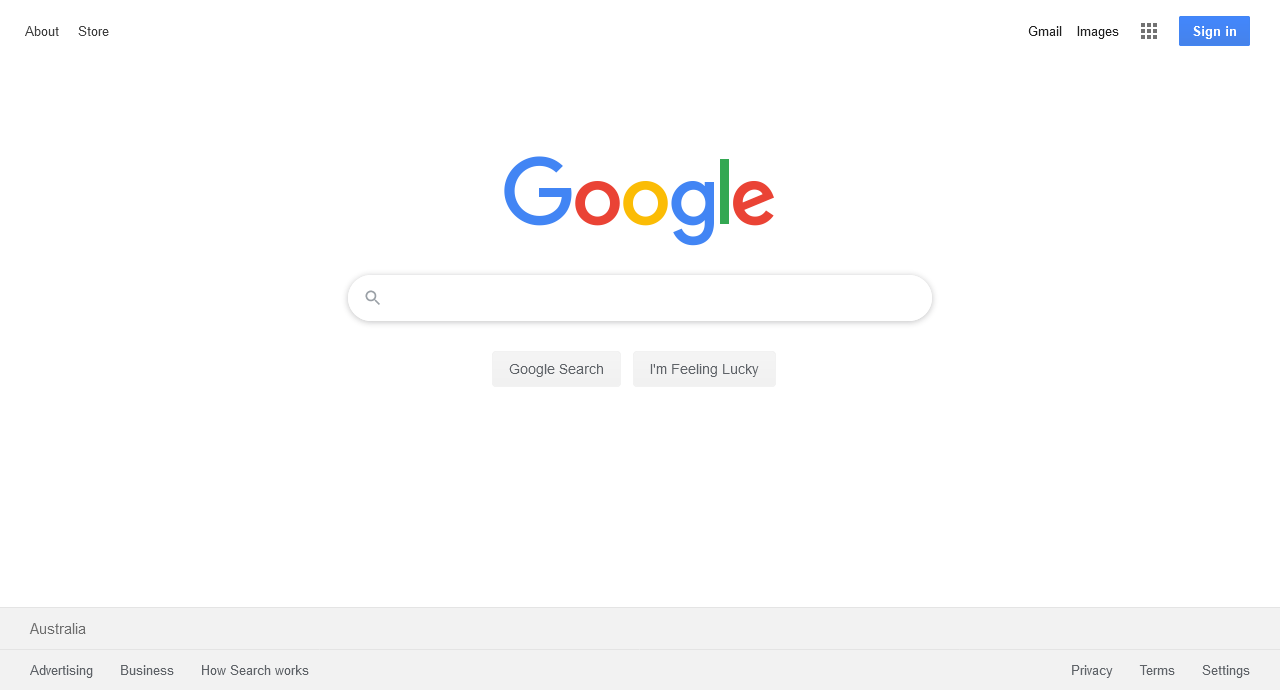 About Store Gmail Images Sign in
Google
Google Search I'm Feeling Lucky
Australia
Advertising Business How Search works Privacy Terms Settings